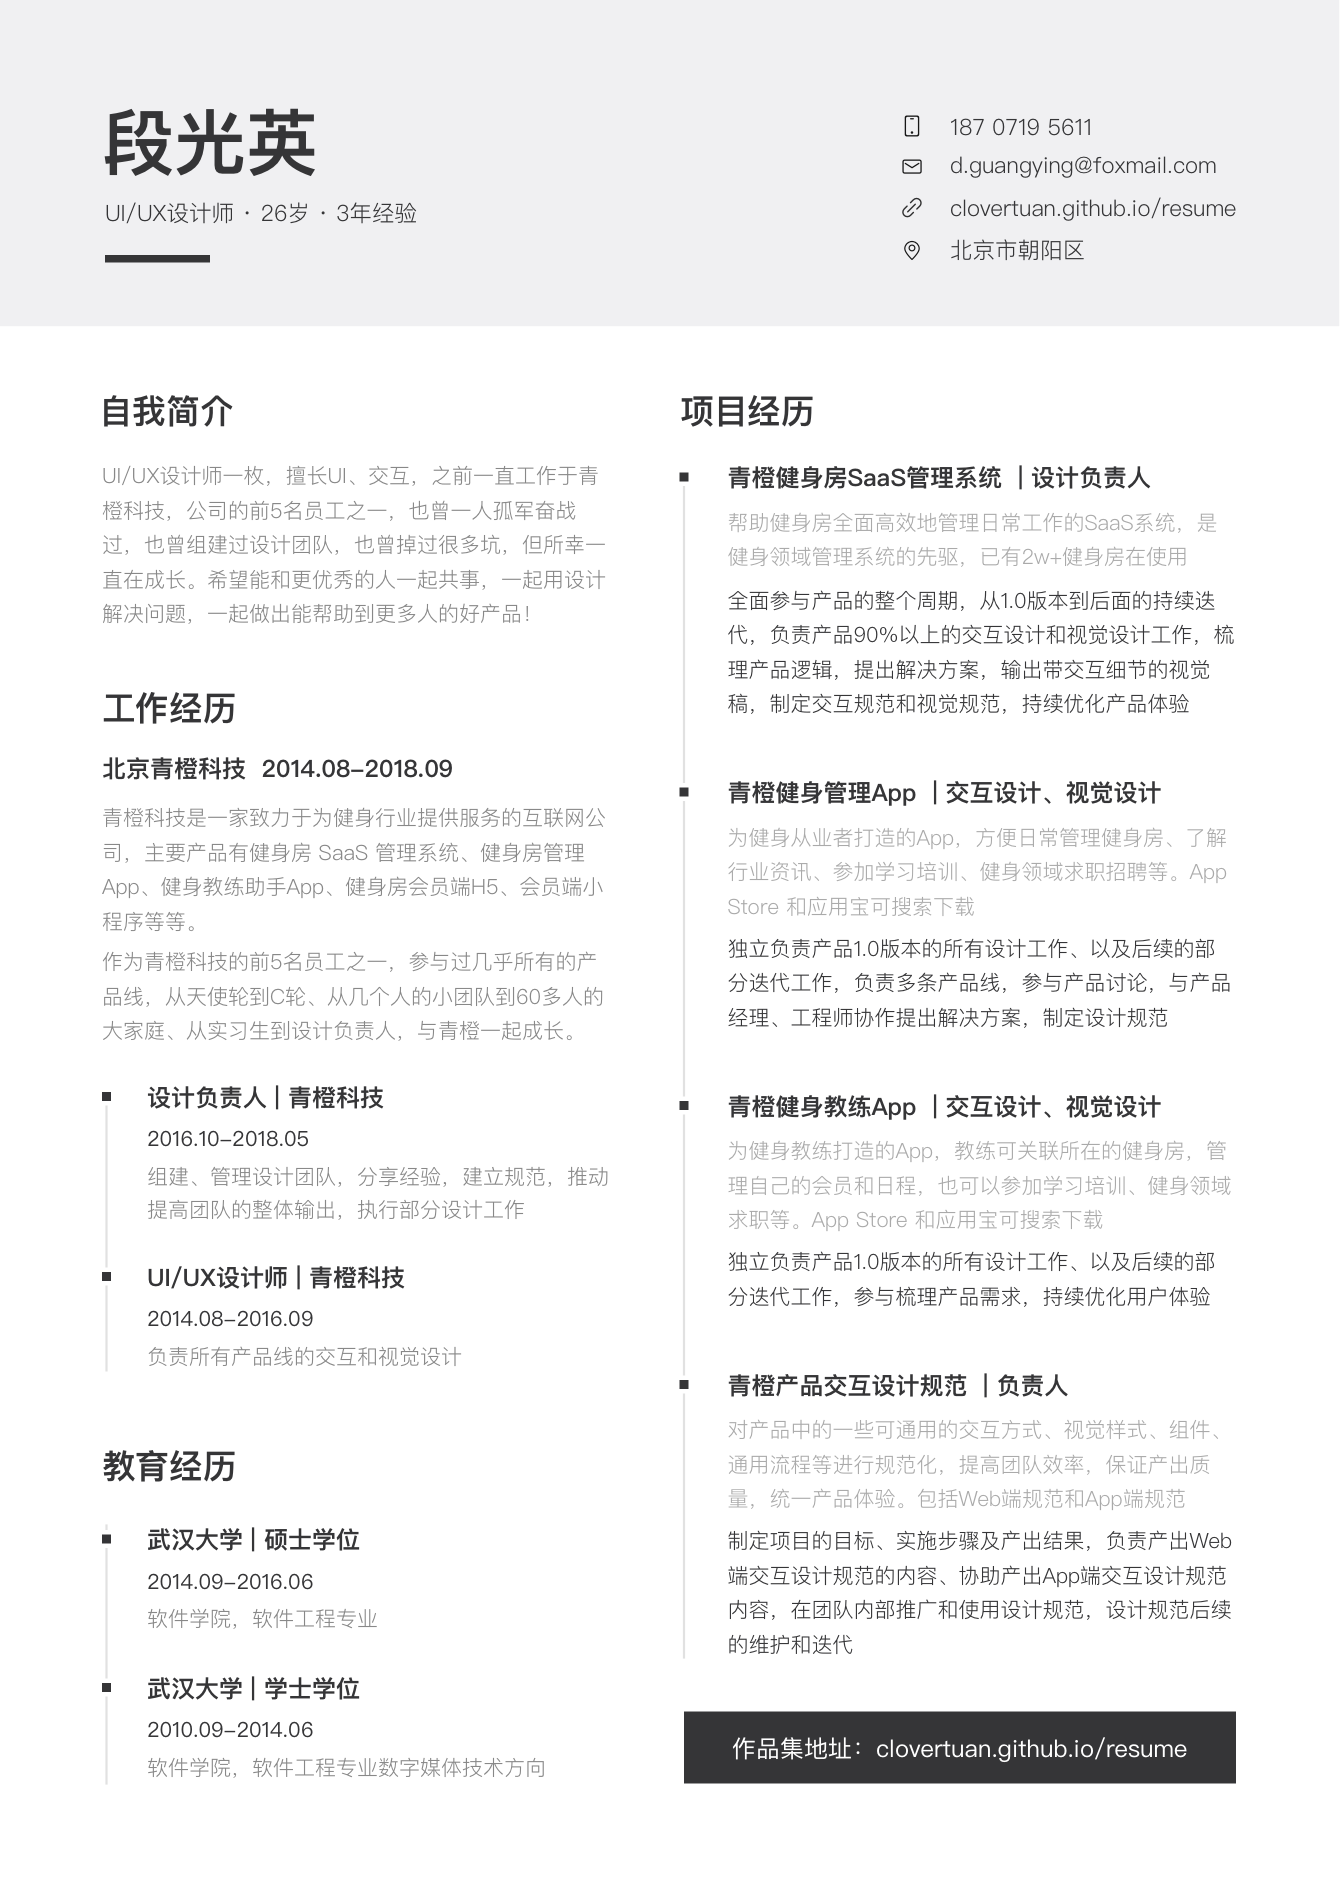 段光英
UI/UX设计师 · 26岁 · 3年经验
187 0719 5611
d.guangying@foxmail.com
clovertuan.github.io/resume
北京市朝阳区
自我简介
UI/UX设计师一枚，擅长UI、交互，之前一直工作于青
橙科技，公司的前5名员工之一，也曾一人孤军奋战
过，也曾组建过设计团队，也曾掉过很多坑，但所幸一
直在成长。希望能和更优秀的人一起共事，一起用设计
解决问题，一起做出能帮助到更多人的好产品！
工作经历
北京青橙科技 2014.08–2018.09
青橙科技是一家致力于为健身行业提供服务的互联网公
司，主要产品有健身房 SaaS 管理系统、健身房管理
App、健身教练助手App、健身房会员端H5、会员端小
程序等等。
作为青橙科技的前5名员工之一，参与过几乎所有的产
品线，从天使轮到C轮、从几个人的小团队到60多人的
大家庭、从实习生到设计负责人，与青橙一起成长。
设计负责人 | 青橙科技
2016.10–2018.05
组建、管理设计团队，分享经验，建立规范，推动
提高团队的整体输出，执行部分设计工作
UI/UX设计师 | 青橙科技
2014.08–2016.09
负责所有产品线的交互和视觉设计
教育经历
武汉大学 | 硕士学位
2014.09–2016.06
软件学院，软件工程专业
武汉大学 | 学士学位
2010.09–2014.06
软件学院，软件工程专业数字媒体技术方向
项目经历
青橙健身房SaaS管理系统 | 设计负责人
帮助健身房全面高效地管理日常工作的SaaS系统，是
健身领域管理系统的先驱，已有2w+健身房在使用
全面参与产品的整个周期，从1.0版本到后面的持续迭
代，负责产品90%以上的交互设计和视觉设计工作，梳
理产品逻辑，提出解决方案，输出带交互细节的视觉
稿，制定交互规范和视觉规范，持续优化产品体验
青橙健身管理App | 交互设计、视觉设计
为健身从业者打造的App，方便日常管理健身房、了解
行业资讯、参加学习培训、健身领域求职招聘等。App
Store 和应用宝可搜索下载
独立负责产品1.0版本的所有设计工作、以及后续的部
分迭代工作，负责多条产品线，参与产品讨论，与产品
经理、工程师协作提出解决方案，制定设计规范
青橙健身教练App | 交互设计、视觉设计
为健身教练打造的App，教练可关联所在的健身房，管
理自己的会员和日程，也可以参加学习培训、健身领域
求职等。App Store 和应用宝可搜索下载
独立负责产品1.0版本的所有设计工作、以及后续的部
分迭代工作，参与梳理产品需求，持续优化用户体验
青橙产品交互设计规范 | 负责人
对产品中的一些可通用的交互方式、视觉样式、组件、
通用流程等进行规范化，提高团队效率，保证产出质
量，统一产品体验。包括Web端规范和App端规范
制定项目的目标、实施步骤及产出结果，负责产出Web
端交互设计规范的内容、协助产出App端交互设计规范
内容，在团队内部推广和使用设计规范，设计规范后续
的维护和迭代
作品集地址：clovertuan.github.io/resume